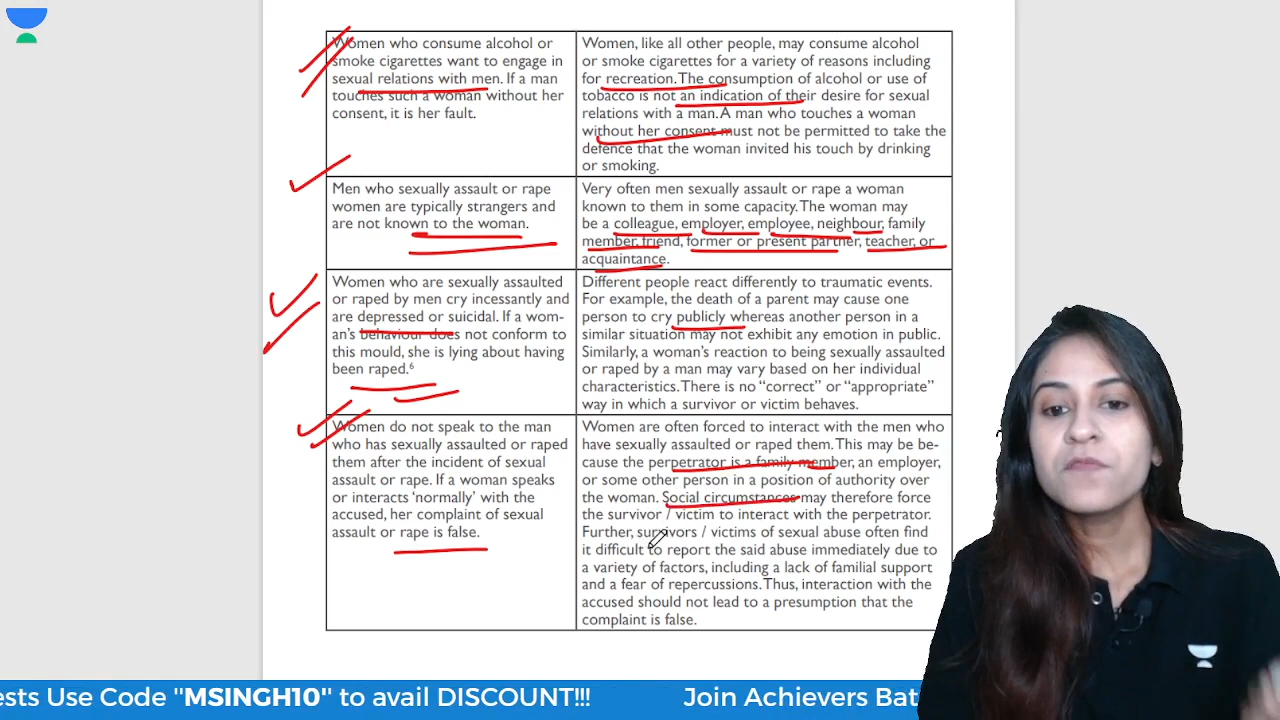 Women who consume alcohol or
smoke cigarettes want to engage in
sexual relations with men. If a man
touches such a woman without her
consent, it is her fault.
Women, like all other people, may consume alcohol
or smoke cigarettes for a variety of reasons including
for recreation. The consumption of alcohol or use of
tobacco is not an indication of their desire for sexual
relations with a man. A man who touches a woman
without her consent must not be permitted to take the
defence that the woman invited his touch by drinking
or smoking.
Men who sexually assault or rape
women are typically strangers and
are not known to the woman.
Very often men sexually assault or rape a woman
known to them in some capacity. The woman may
be a colleague, employer, employee, neighbour, family
member, friend, former or present partner, teacher, or
acquaintance.
Women who are sexually assaulted
or raped by men cry incessantly and
are depressed or suicidal. If a wom-
an's behaviour does not conform to
this mould, she is lying about having
been raped.⁶
Different people react differently to traumatic events.
For example, the death of a parent may cause one
person to cry publicly whereas another person in a
similar situation may not exhibit any emotion in public.
Similarly, a woman's reaction to being sexually assaulted
or raped by a man may vary based on her individual
characteristics. There is no "correct" or "appropriate"
way in which a survivor or victim behaves.
Women do not speak to the man
who has sexually assaulted or raped
them after the incident of sexual
assault or rape. If a woman speaks
or interacts 'normally' with the
accused, her complaint of sexual
assault or rape is false.
Women are often forced to interact with the men who
have sexually assaulted or raped them. This may be be-
cause the perpetrator is a family member, an employer,
or some other person in a position of authority over
the woman. Social circumstances may therefore force
the survivor / victim to interact with the perpetrator.
Further, survivors / victims of sexual abuse often find
it difficult to report the said abuse immediately due to
a variety of factors, including a lack of familial support
and a fear of repercussions. Thus, interaction with the
accused should not lead to a presumption that the
complaint is false.
ests Use Code "MSINGH10" to avail DISCOUNT!!! Join Achievers Bat